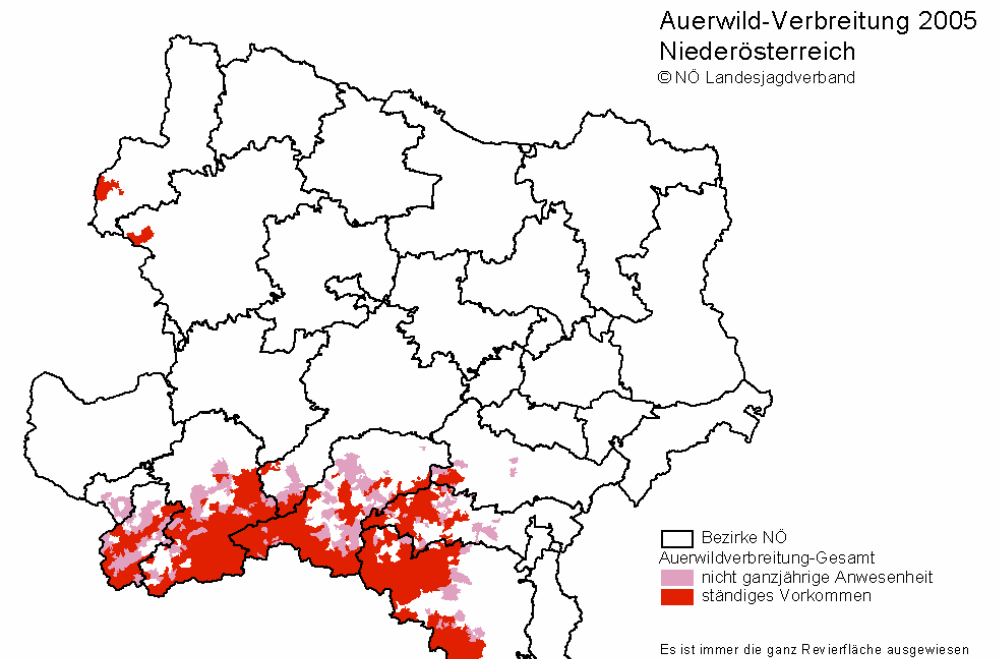 Auerwild-Verbreitung 2005
Niederösterreich
© NÖ Landesjagdverband
Bezirke NÖ
Auerwildverbreitung-Gesamt
nicht ganzjährige Anwesenheit
ständiges Vorkommen
Es ist immer die ganz Revierfläche ausgewiesen